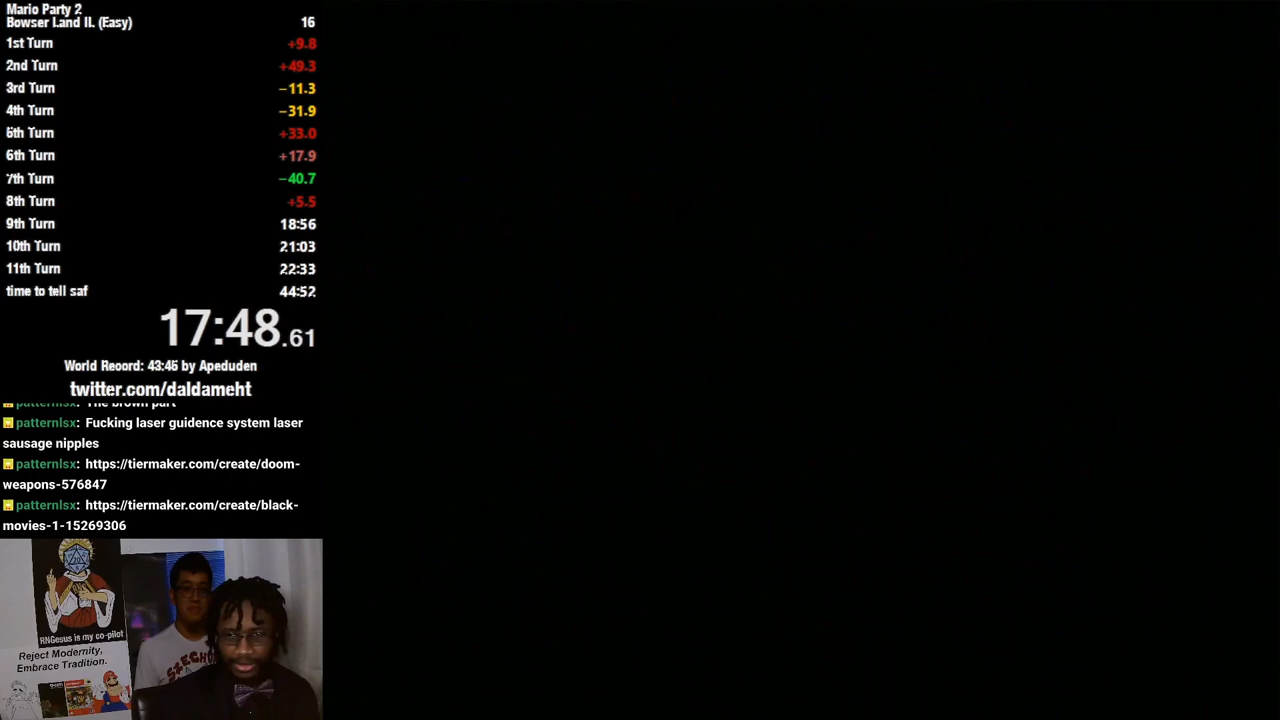 Mario Party 2
Bowser Land II. (Easy) 16
1st Turn +9.8
2nd Turn +49.3
3rd Turn −11.3
4th Turn −31.9
5th Turn +33.0
6th Turn +17.9
7th Turn −40.7
8th Turn +5.5
9th Turn 18:56
10th Turn 21:03
11th Turn 22:33
time to tell saf 44:52
17:48.61
World Record: 43:45 by Apeduden
twitter.com/daldameht
patternlsx: The brown part
patternlsx: Fucking laser guidence system laser
sausage nipples
patternlsx: https://tiermaker.com/create/doom-
weapons-576847
patternlsx: https://tiermaker.com/create/black-
movies-1-15269306
RNGesus is my co-pilot
Reject Modernity,
Embrace Tradition.